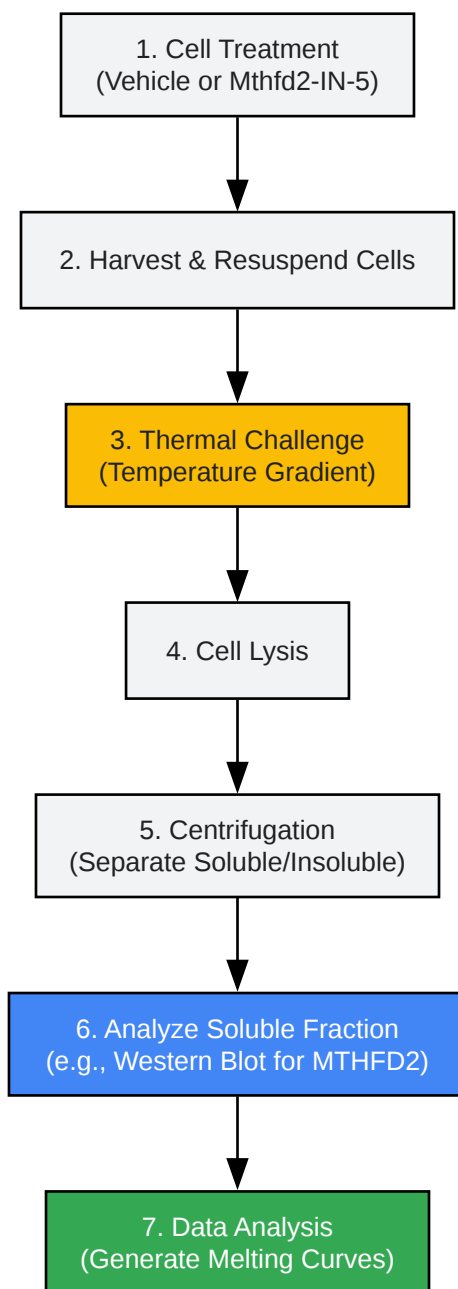 1. Cell Treatment
(Vehicle or Mthfd2-IN-5)
2. Harvest & Resuspend Cells
3. Thermal Challenge
(Temperature Gradient)
4. Cell Lysis
5. Centrifugation
(Separate Soluble/Insoluble)
6. Analyze Soluble Fraction
(e.g., Western Blot for MTHFD2)
7. Data Analysis
(Generate Melting Curves)